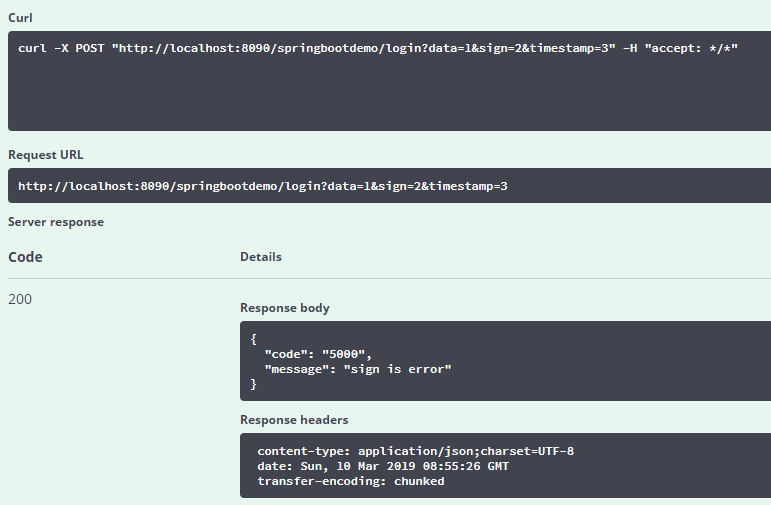 Curl
curl -X POST "http://localhost:8090/springbootdemo/login?data=1&sign=2&timestamp=3" -H "accept: */*"
Request URL
http://localhost:8090/springbootdemo/login?data=1&sign=2&timestamp=3
Server response
Code Details
200
Response body
{
  "code": "5000",
  "message": "sign is error"
}
Response headers
content-type: application/json;charset=UTF-8
date: Sun, 10 Mar 2019 08:55:26 GMT
transfer-encoding: chunked